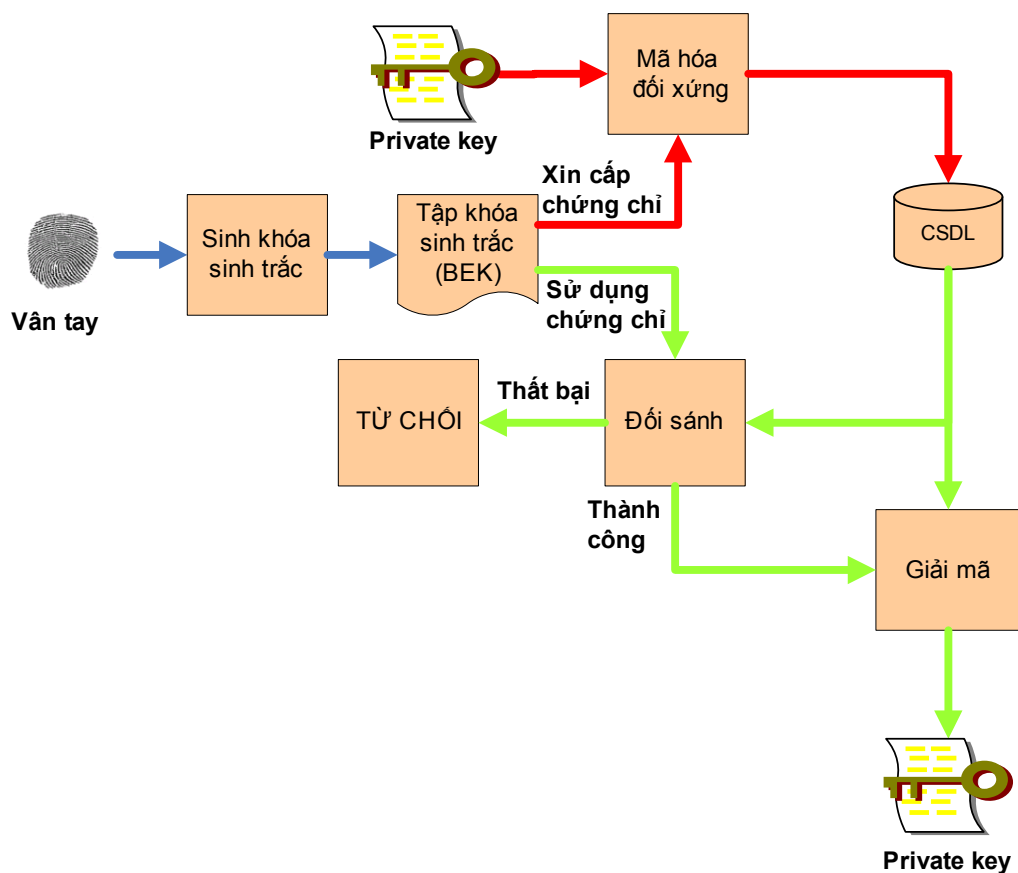 Mã hóa
đối xứng
Private key
Xin cấp
chứng chỉ
Sinh khóa
sinh trắc
Tập khóa
sinh trắc
(BEK)
CSDL
Vân tay
Sử dụng
chứng chỉ
TỪ CHỐI
Thất bại
Đối sánh
Thành
công
Giải mã
Private key